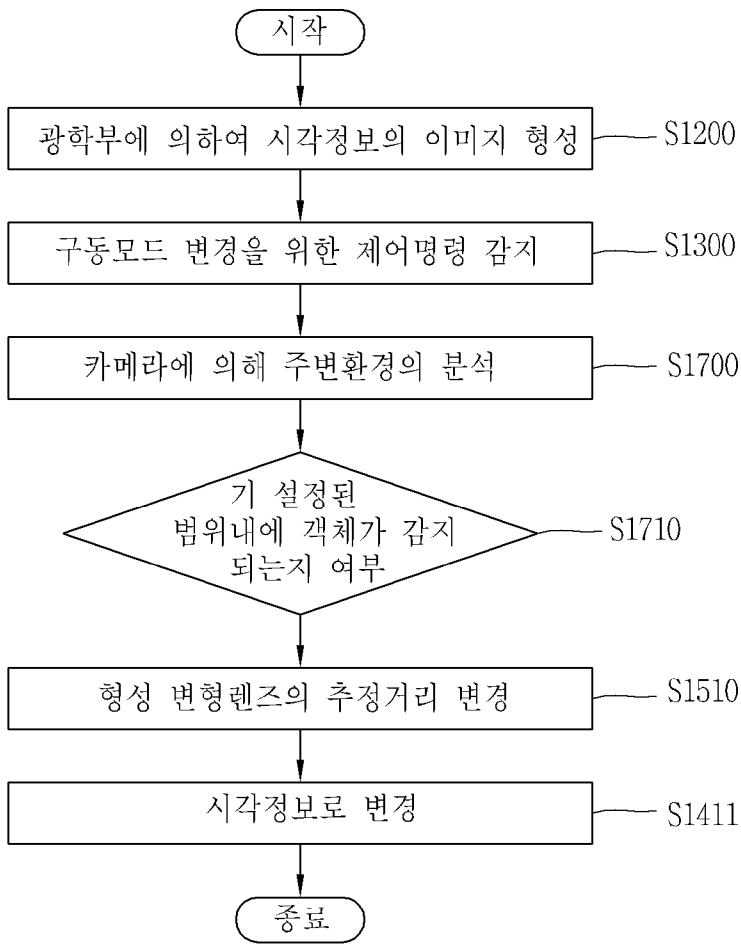 시작
광학부에 의하여 시각정보의 이미지 형성
S1200
구동모드 변경을 위한 제어명령 감지
S1300
카메라에 의해 주변환경의 분석
S1700
기 설정된
범위내에 객체가 감지
되는지 여부
S1710
형성 변형렌즈의 추정거리 변경
S1510
시각정보로 변경
S1411
종료